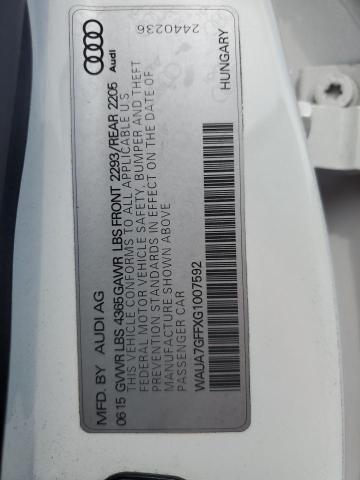 MFD. BY AUDI AG
06 15 GVWR LBS 4365 GAWR LBS FRONT 2293/REAR 2205
THIS VEHICLE CONFORMS TO ALL APPLICABLE U S
FEDERAL MOTOR VEHICLE SAFETY, BUMPER AND THEFT
PREVENTION STANDARDS IN EFFECT ON THE DATE OF
MANUFACTURE SHOWN ABOVE
PASSENGER CAR
WAUA7GFFXG1007592
Audi
2440236
HUNGARY